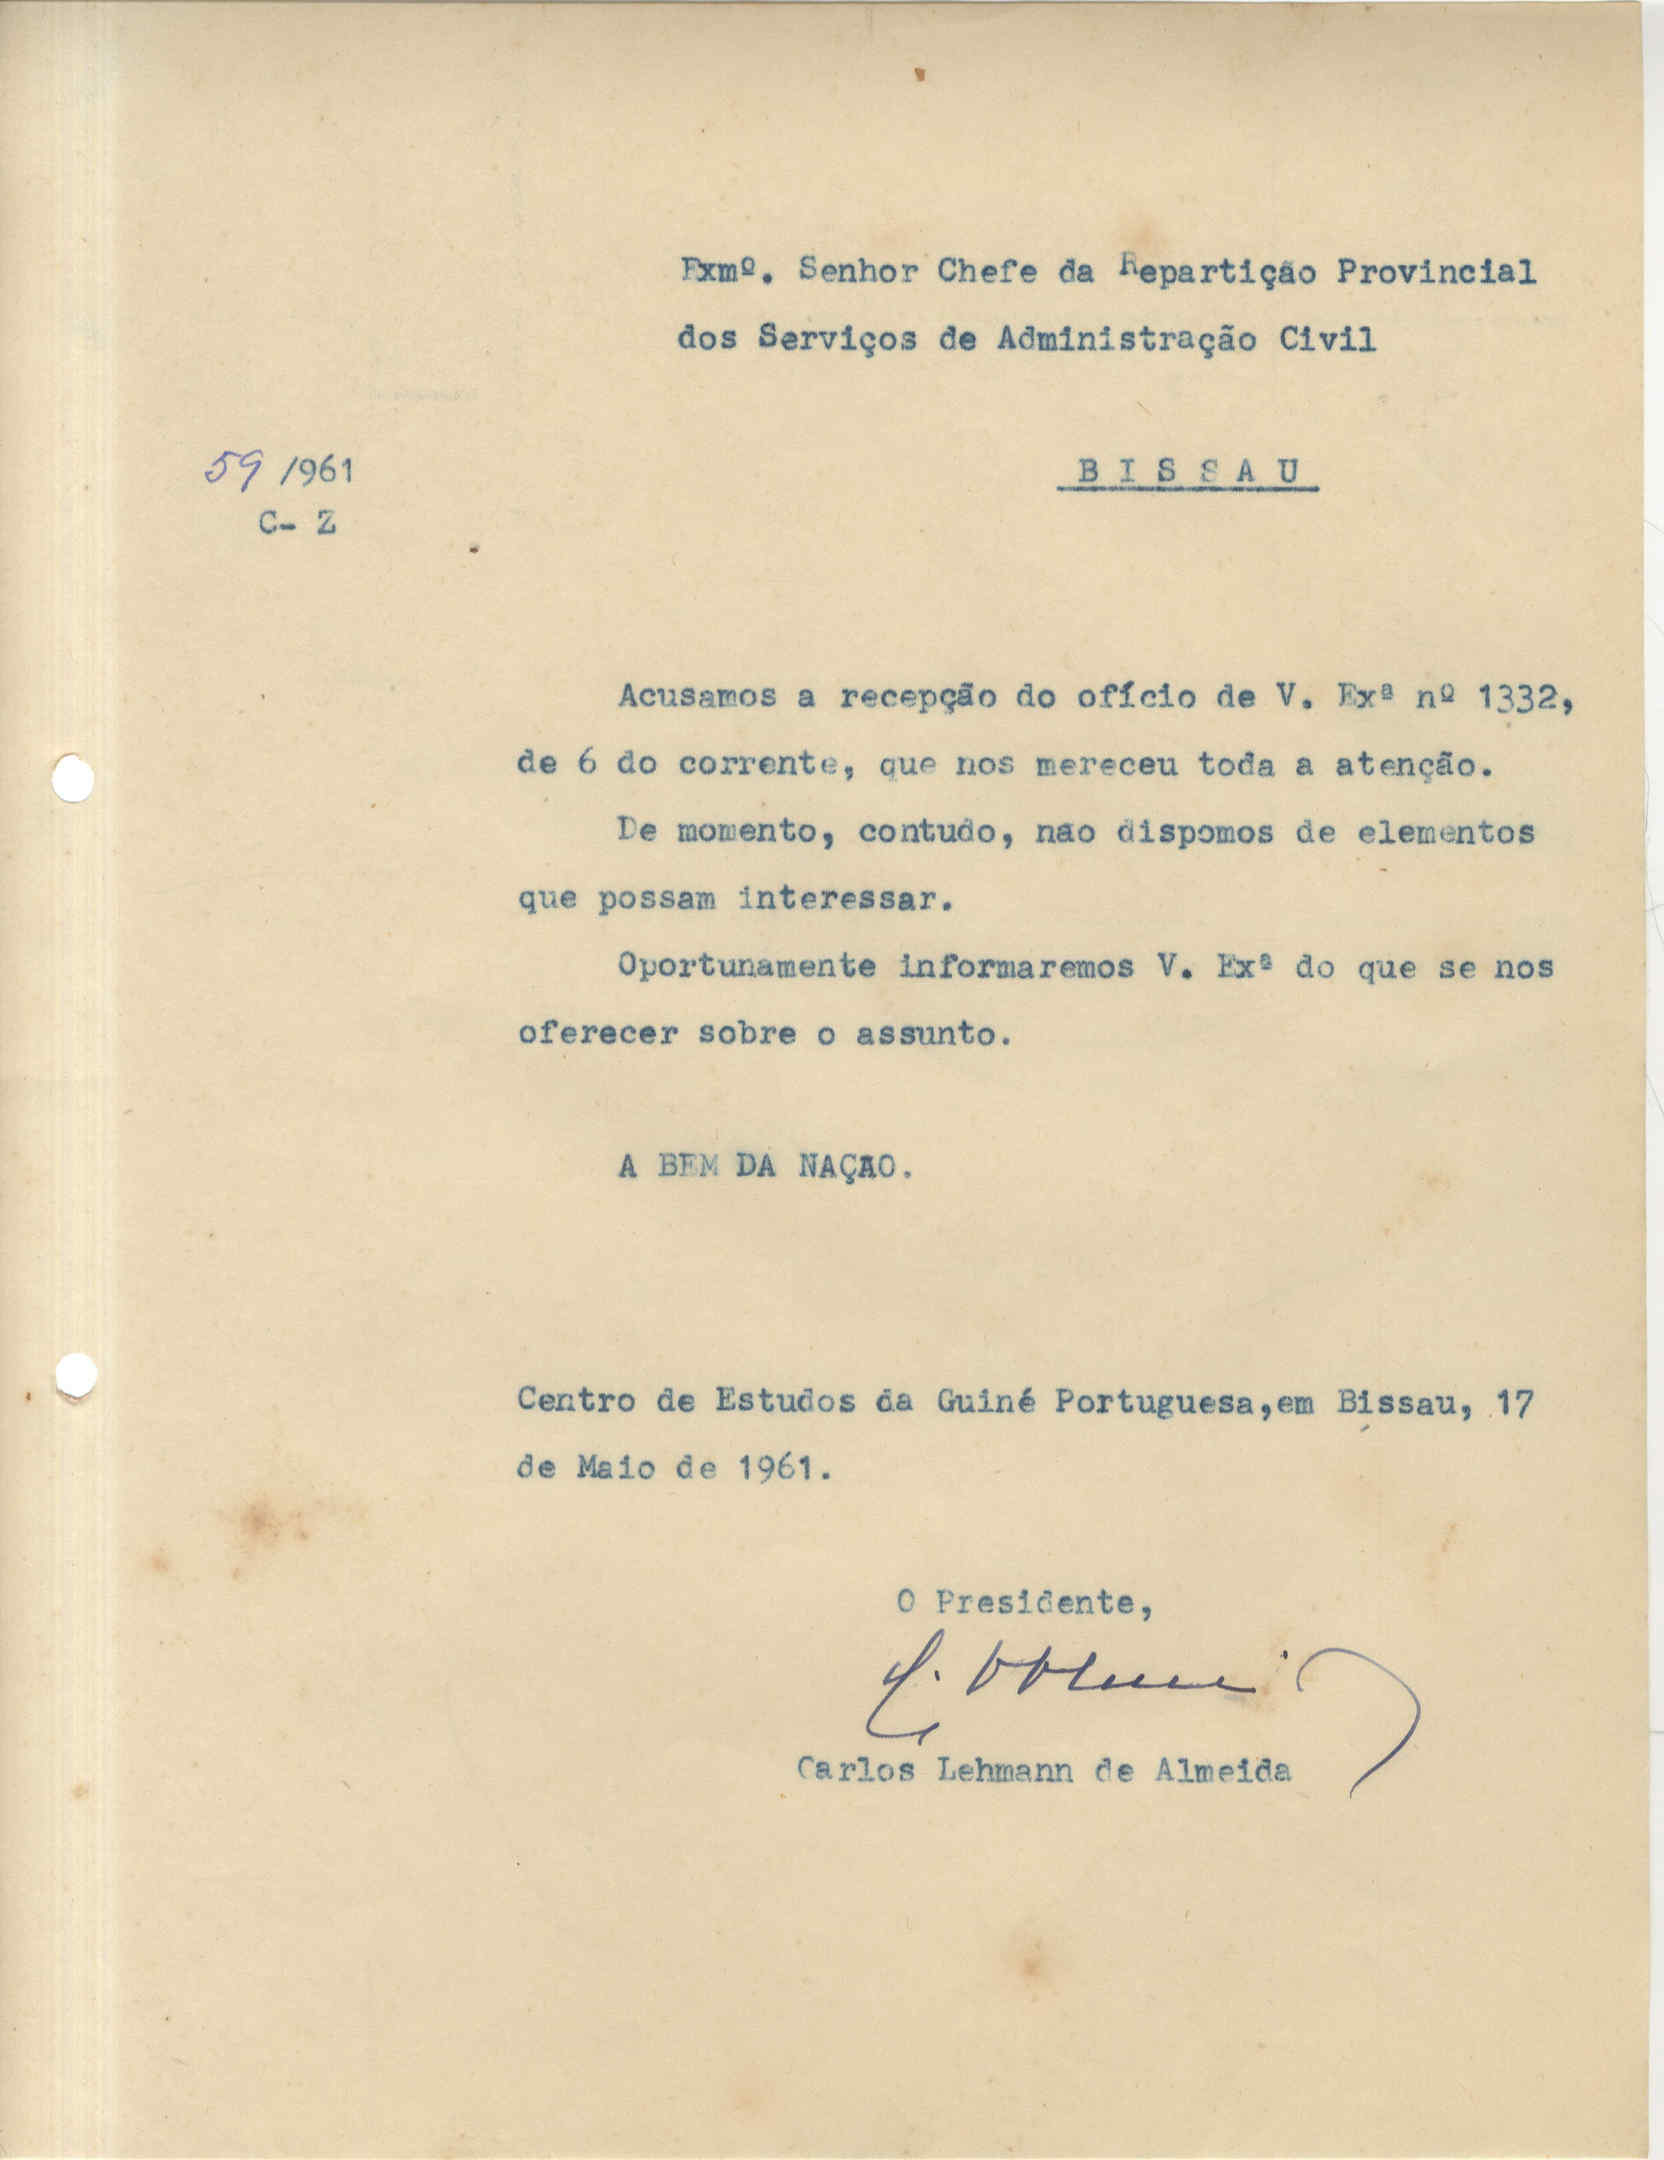 Exmº. Senhor Chefe da Repartição Provincial
dos Serviços de Administração Civil
B I S S A U
59 /961
C- Z
Acusamos a recepção do ofício de V. Exª nº 1332,
de 6 do corrente, que nos mereceu toda a atenção.
De momento, contudo, nao dispomos de elementos
que possam interessar.
Oportunamente informaremos V. Exª do que se nos
oferecer sobre o assunto.
A BEM DA NAÇAO.
Centro de Estudos da Guiné Portuguesa,em Bissau, 17
de Maio de 1961.
O Presidente,
Carlos Lehmann de Almeida